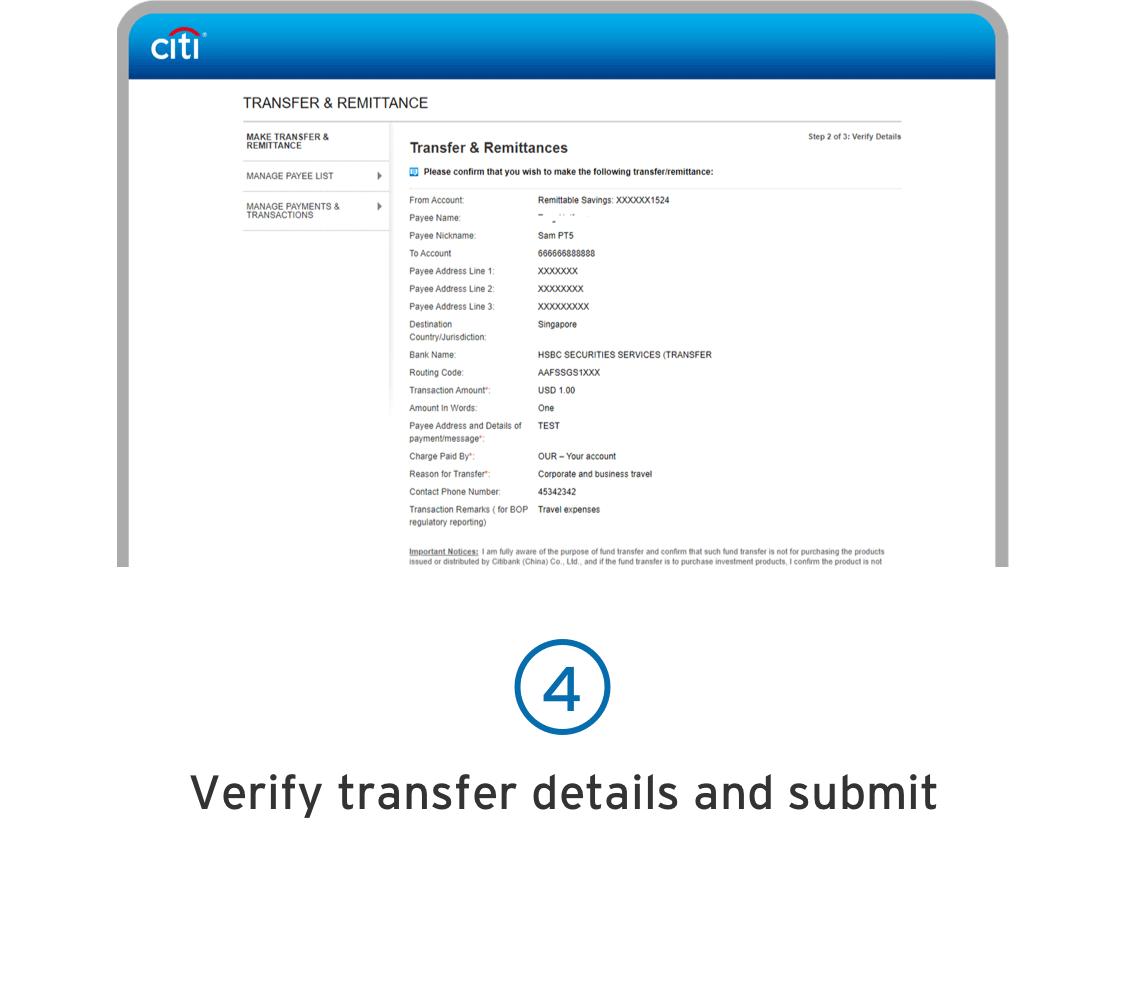 citi
TRANSFER & REMITTANCE
MAKE TRANSFER &
REMITTANCE
MANAGE PAYEE LIST
MANAGE PAYMENTS &
TRANSACTIONS
Step 2 of 3: Verify Details
Transfer & Remittances
Please confirm that you wish to make the following transfer/remittance:
From Account: Remittable Savings: XXXXXX1524
Payee Name:
Payee Nickname: Sam PT5
To Account 666666888888
Payee Address Line 1: XXXXXXX
Payee Address Line 2: XXXXXXXX
Payee Address Line 3: XXXXXXXXX
Destination Singapore
Country/Jurisdiction:
Bank Name: HSBC SECURITIES SERVICES (TRANSFER
Routing Code: AAFSSGS1XXX
Transaction Amount*: USD 1.00
Amount In Words: One
Payee Address and Details of TEST
payment/message*:
Charge Paid By*: OUR – Your account
Reason for Transfer*: Corporate and business travel
Contact Phone Number: 45342342
Transaction Remarks ( for BOP Travel expenses
regulatory reporting)
Important Notices: I am fully aware of the purpose of fund transfer and confirm that such fund transfer is not for purchasing the products
issued or distributed by Citibank (China) Co., Ltd., and if the fund transfer is to purchase investment products, I confirm the product is not
4
Verify transfer details and submit